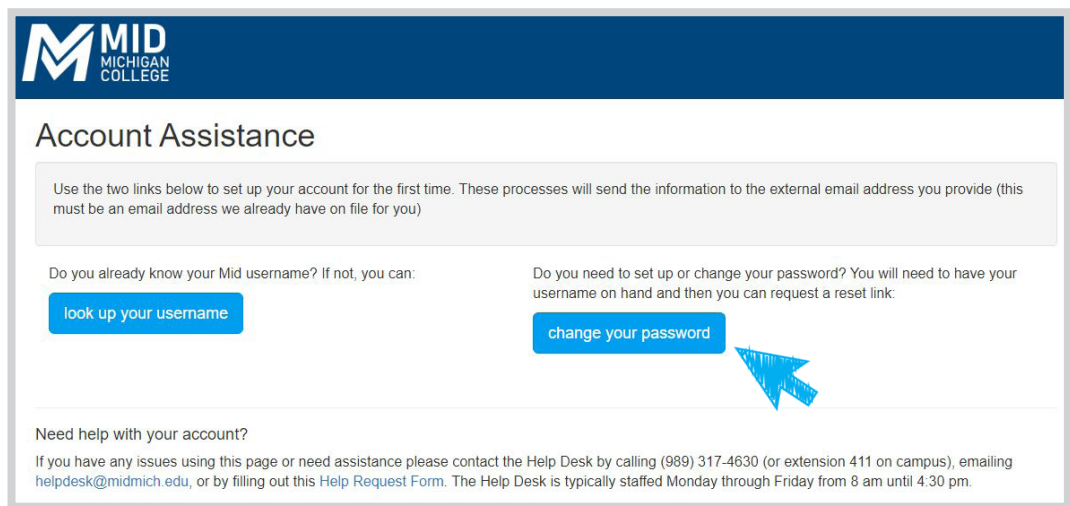 MID
MICHIGAN
COLLEGE
Account Assistance
Use the two links below to set up your account for the first time. These processes will send the information to the external email address you provide (this
must be an email address we already have on file for you)
Do you already know your Mid username? If not, you can:
look up your username
Do you need to set up or change your password? You will need to have your
username on hand and then you can request a reset link:
change your password
Need help with your account?
If you have any issues using this page or need assistance please contact the Help Desk by calling (989) 317-4630 (or extension 411 on campus), emailing
helpdesk@midmich.edu, or by filling out this Help Request Form. The Help Desk is typically staffed Monday through Friday from 8 am until 4:30 pm.